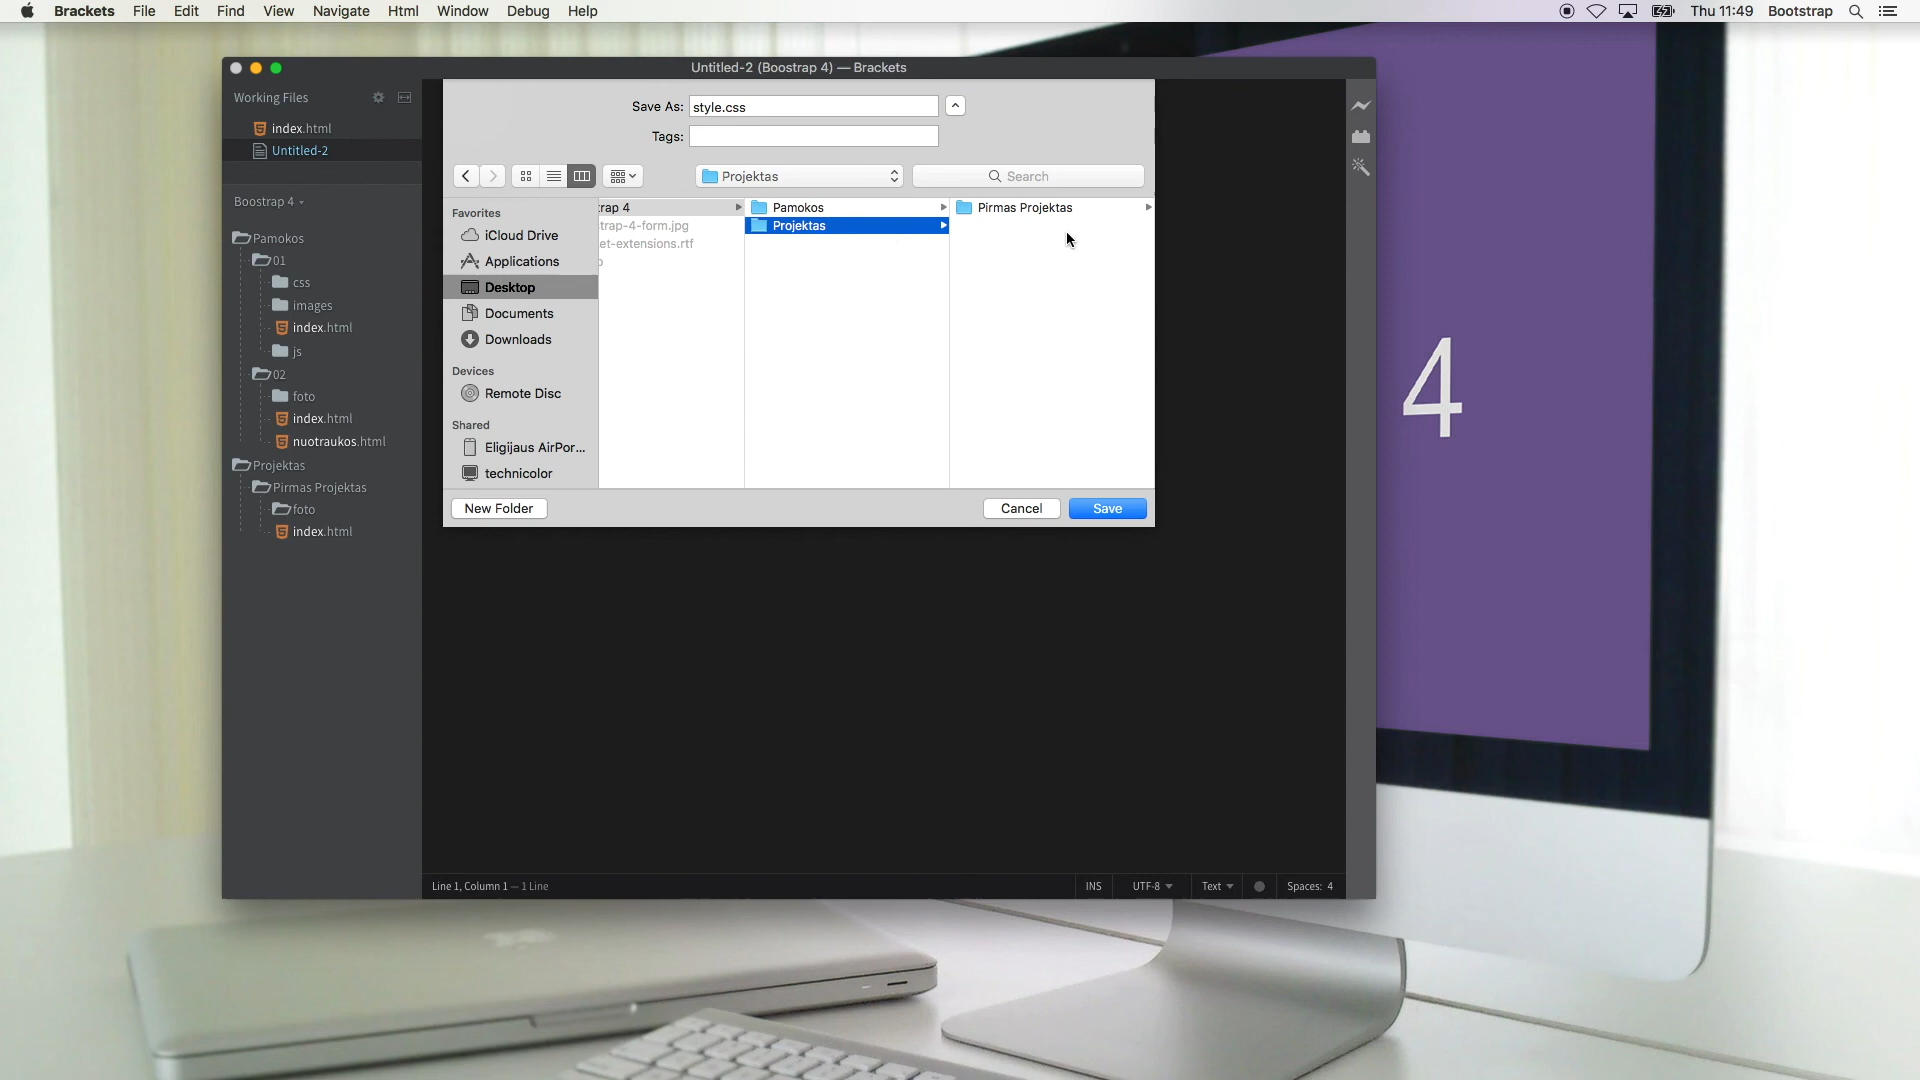 Brackets File Edit Find View Navigate Html Window Debug Help
Thu 11:49 Bootstrap
Untitled-2 (Boostrap 4) — Brackets
Working Files
index.html
Untitled-2
Boostrap 4
Pamokos
01
css
images
index.html
js
02
foto
index.html
nuotraukos.html
Projektas
Pirmas Projektas
foto
index.html
Save As: style.css
Tags:
Projektas
Search
Favorites
iCloud Drive
Applications
Desktop
Documents
Downloads
Devices
Remote Disc
Shared
Eligijaus AirPor...
technicolor
rap 4
trap-4-form.jpg
et-extensions.rtf
Pamokos
Projektas
Pirmas Projektas
New Folder
Cancel
Save
4
Line 1, Column 1 — 1 Line
INS UTF-8 Text Spaces: 4